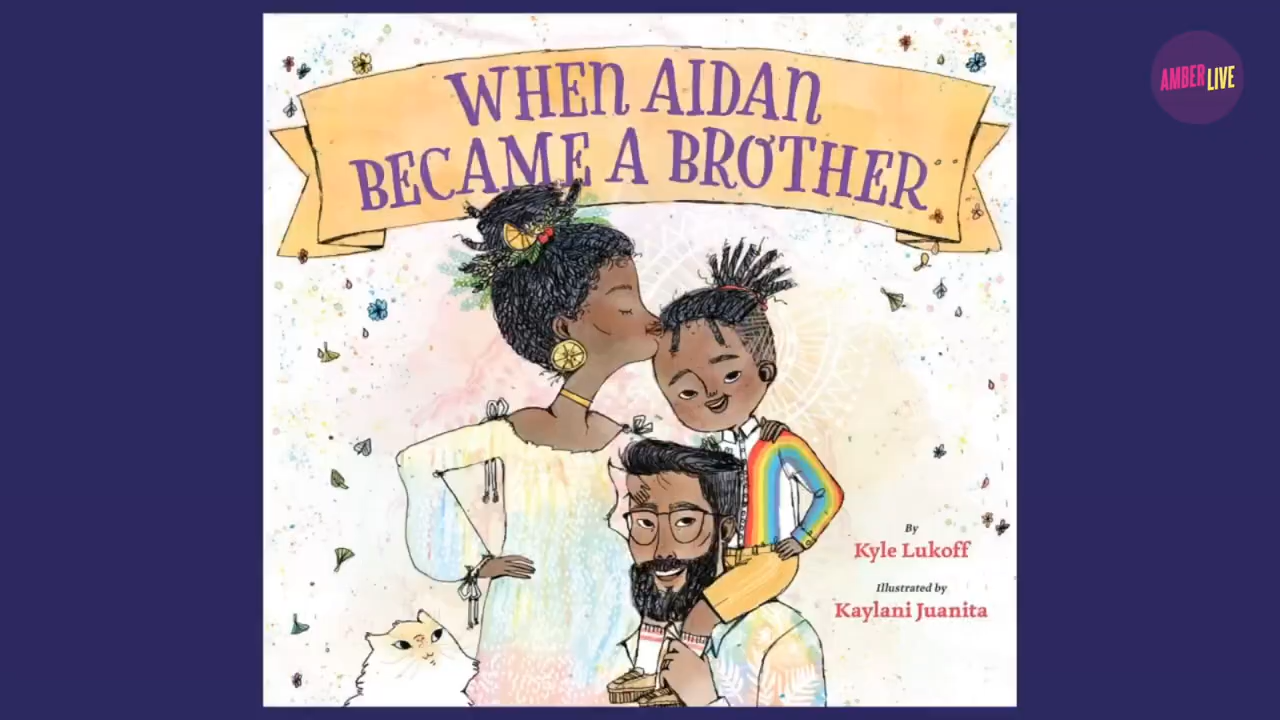 WHEN AIDAN
BECAME A BROTHER
By
Kyle Lukoff
Illustrated by
Kaylani Juanita
AMBER LIVE